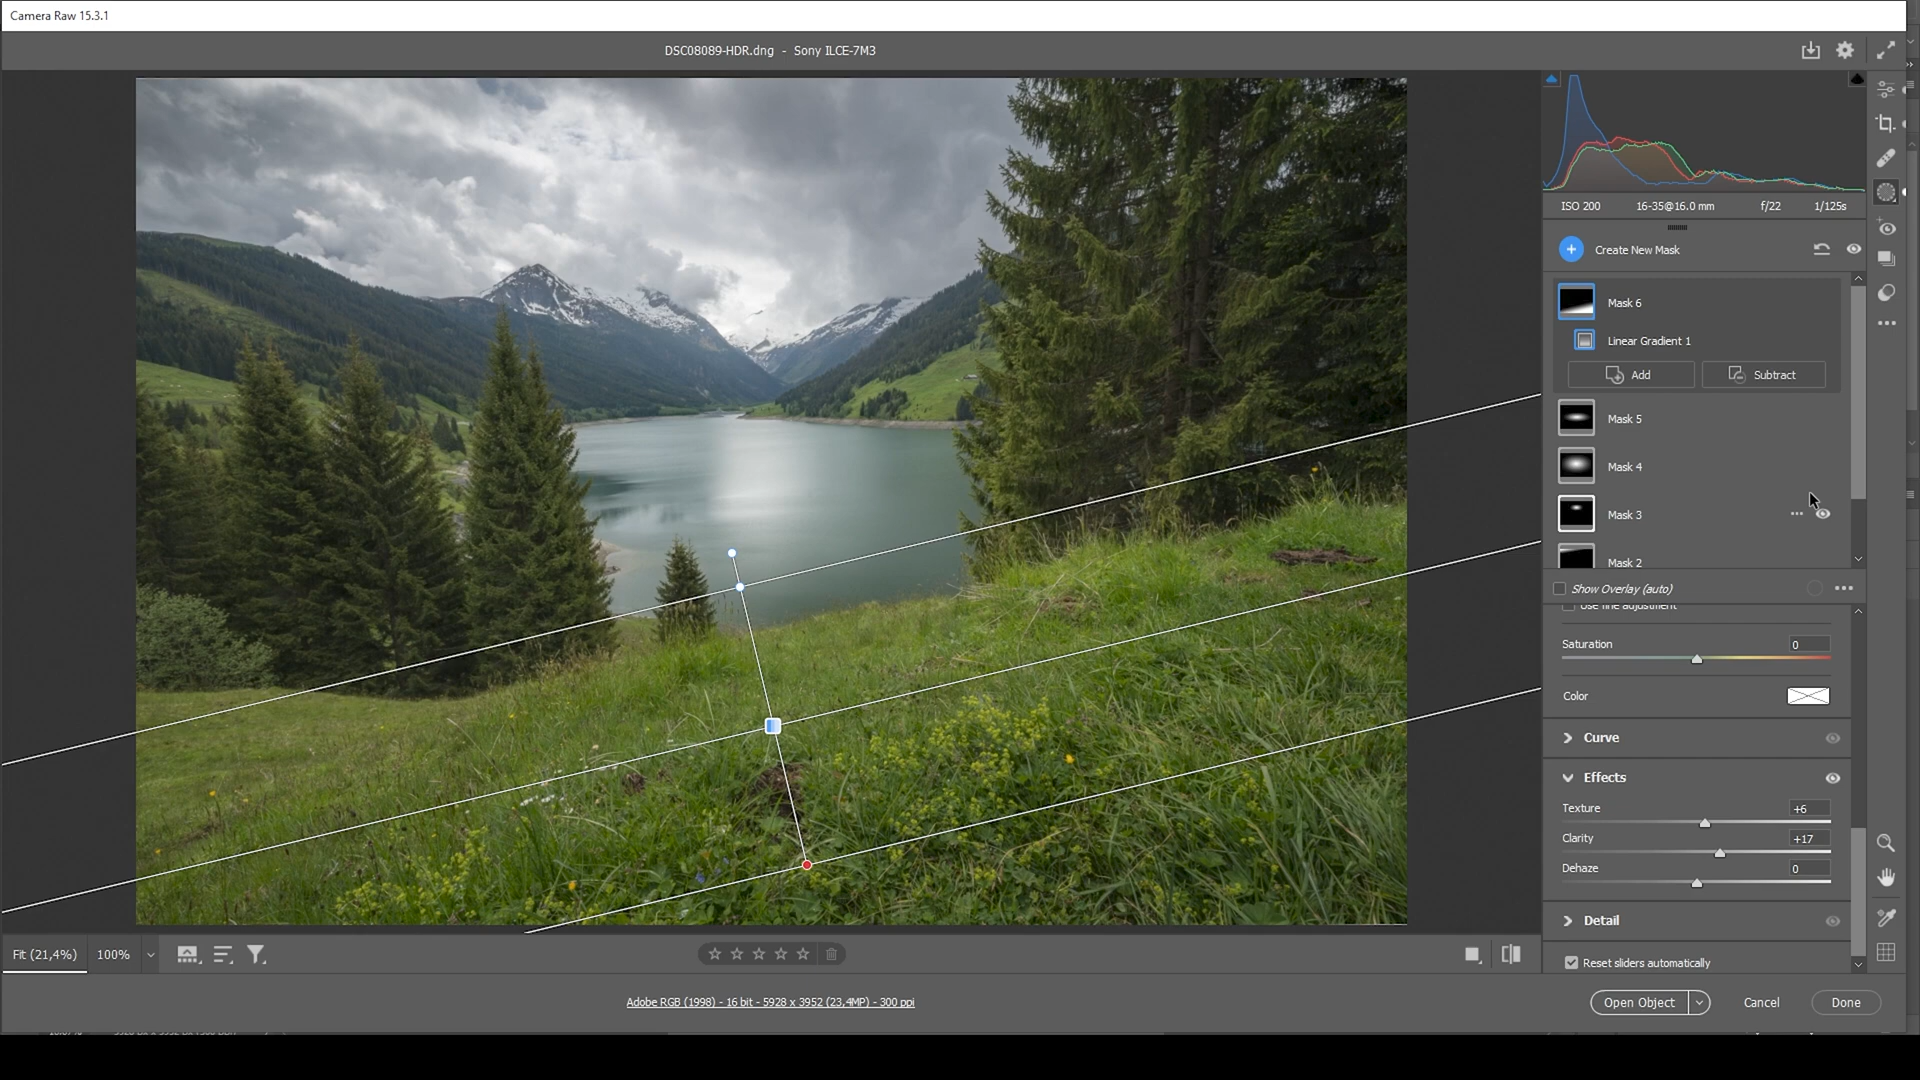 Camera Raw 15.3.1
DSC08089-HDR.dng - Sony ILCE-7M3
ISO 200 16-35@16.0 mm f/22 1/125s
Create New Mask
Mask 6
Linear Gradient 1
Add Subtract
Mask 5
Mask 4
Mask 3
Mask 2
Show Overlay (auto)
Use fine adjustment
Saturation 0
Color
Curve
Effects
Texture +6
Clarity +17
Dehaze 0
Detail
Fit (21,4%) 100%
Reset sliders automatically
Adobe RGB (1998) - 16 bit - 5928 x 3952 (23,4MP) - 300 ppi
Open Object Cancel Done